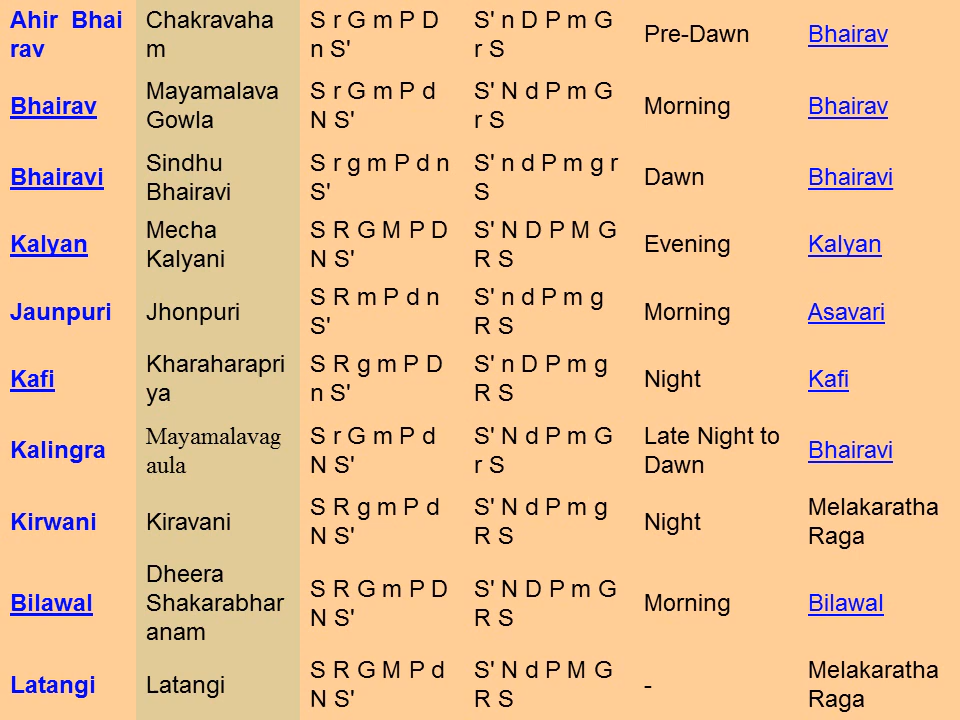 Ahir Bhai
rav
Chakravaha
m
S r G m P D
n S'
S' n D P m G
r S
Pre-Dawn
Bhairav
Bhairav
Mayamalava
Gowla
S r G m P d
N S'
S' N d P m G
r S
Morning
Bhairav
Bhairavi
Sindhu
Bhairavi
S r g m P d n
S'
S' n d P m g r
S
Dawn
Bhairavi
Kalyan
Mecha
Kalyani
S R G M P D
N S'
S' N D P M G
R S
Evening
Kalyan
Jaunpuri
Jhonpuri
S R m P d n
S'
S' n d P m g
R S
Morning
Asavari
Kafi
Kharaharapri
ya
S R g m P D
n S'
S' n D P m g
R S
Night
Kafi
Kalingra
Mayamalavag
aula
S r G m P d
N S'
S' N d P m G
r S
Late Night to
Dawn
Bhairavi
Kirwani
Kiravani
S R g m P d
N S'
S' N d P m g
R S
Night
Melakaratha
Raga
Bilawal
Dheera
Shakarabhar
anam
S R G m P D
N S'
S' N D P m G
R S
Morning
Bilawal
Latangi
Latangi
S R G M P d
N S'
S' N d P M G
R S
-
Melakaratha
Raga